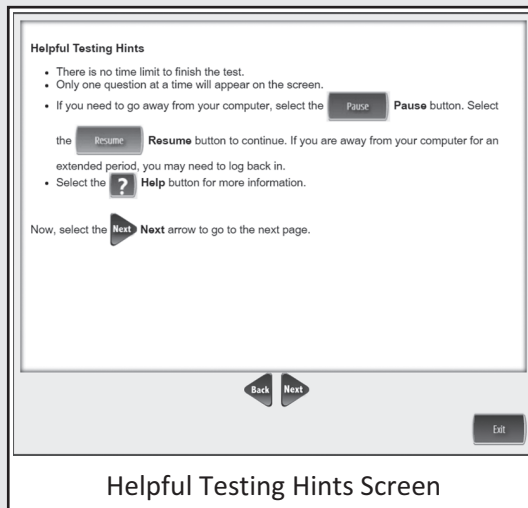 Helpful Testing Hints
• There is no time limit to finish the test.
• Only one question at a time will appear on the screen.
• If you need to go away from your computer, select the Pause Pause button. Select
the Resume Resume button to continue. If you are away from your computer for an
extended period, you may need to log back in.
• Select the ? Help button for more information.
Now, select the Next Next arrow to go to the next page.
Back Next
Exit
Helpful Testing Hints Screen